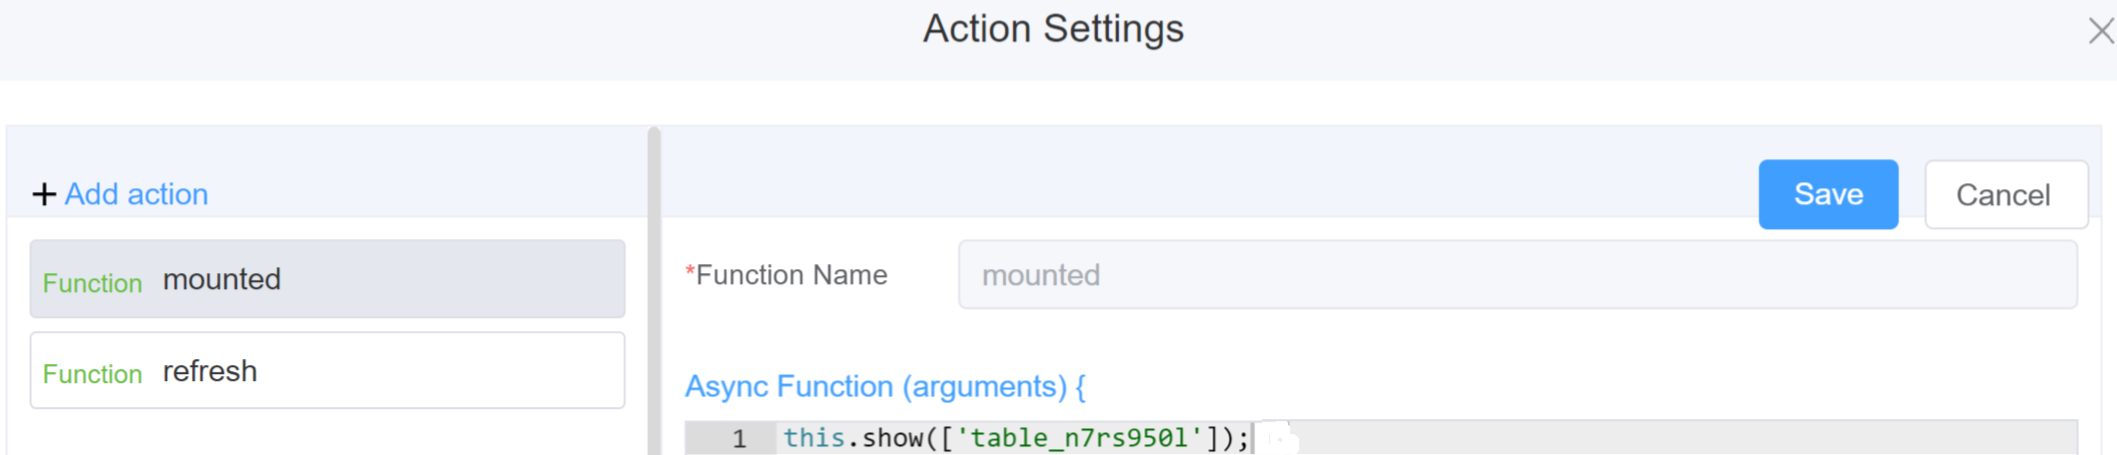 Action Settings
+ Add action
Save
Cancel
Function mounted
*Function Name
mounted
Function refresh
Async Function (arguments) {
1 this.show(['table_n7rs950l']);